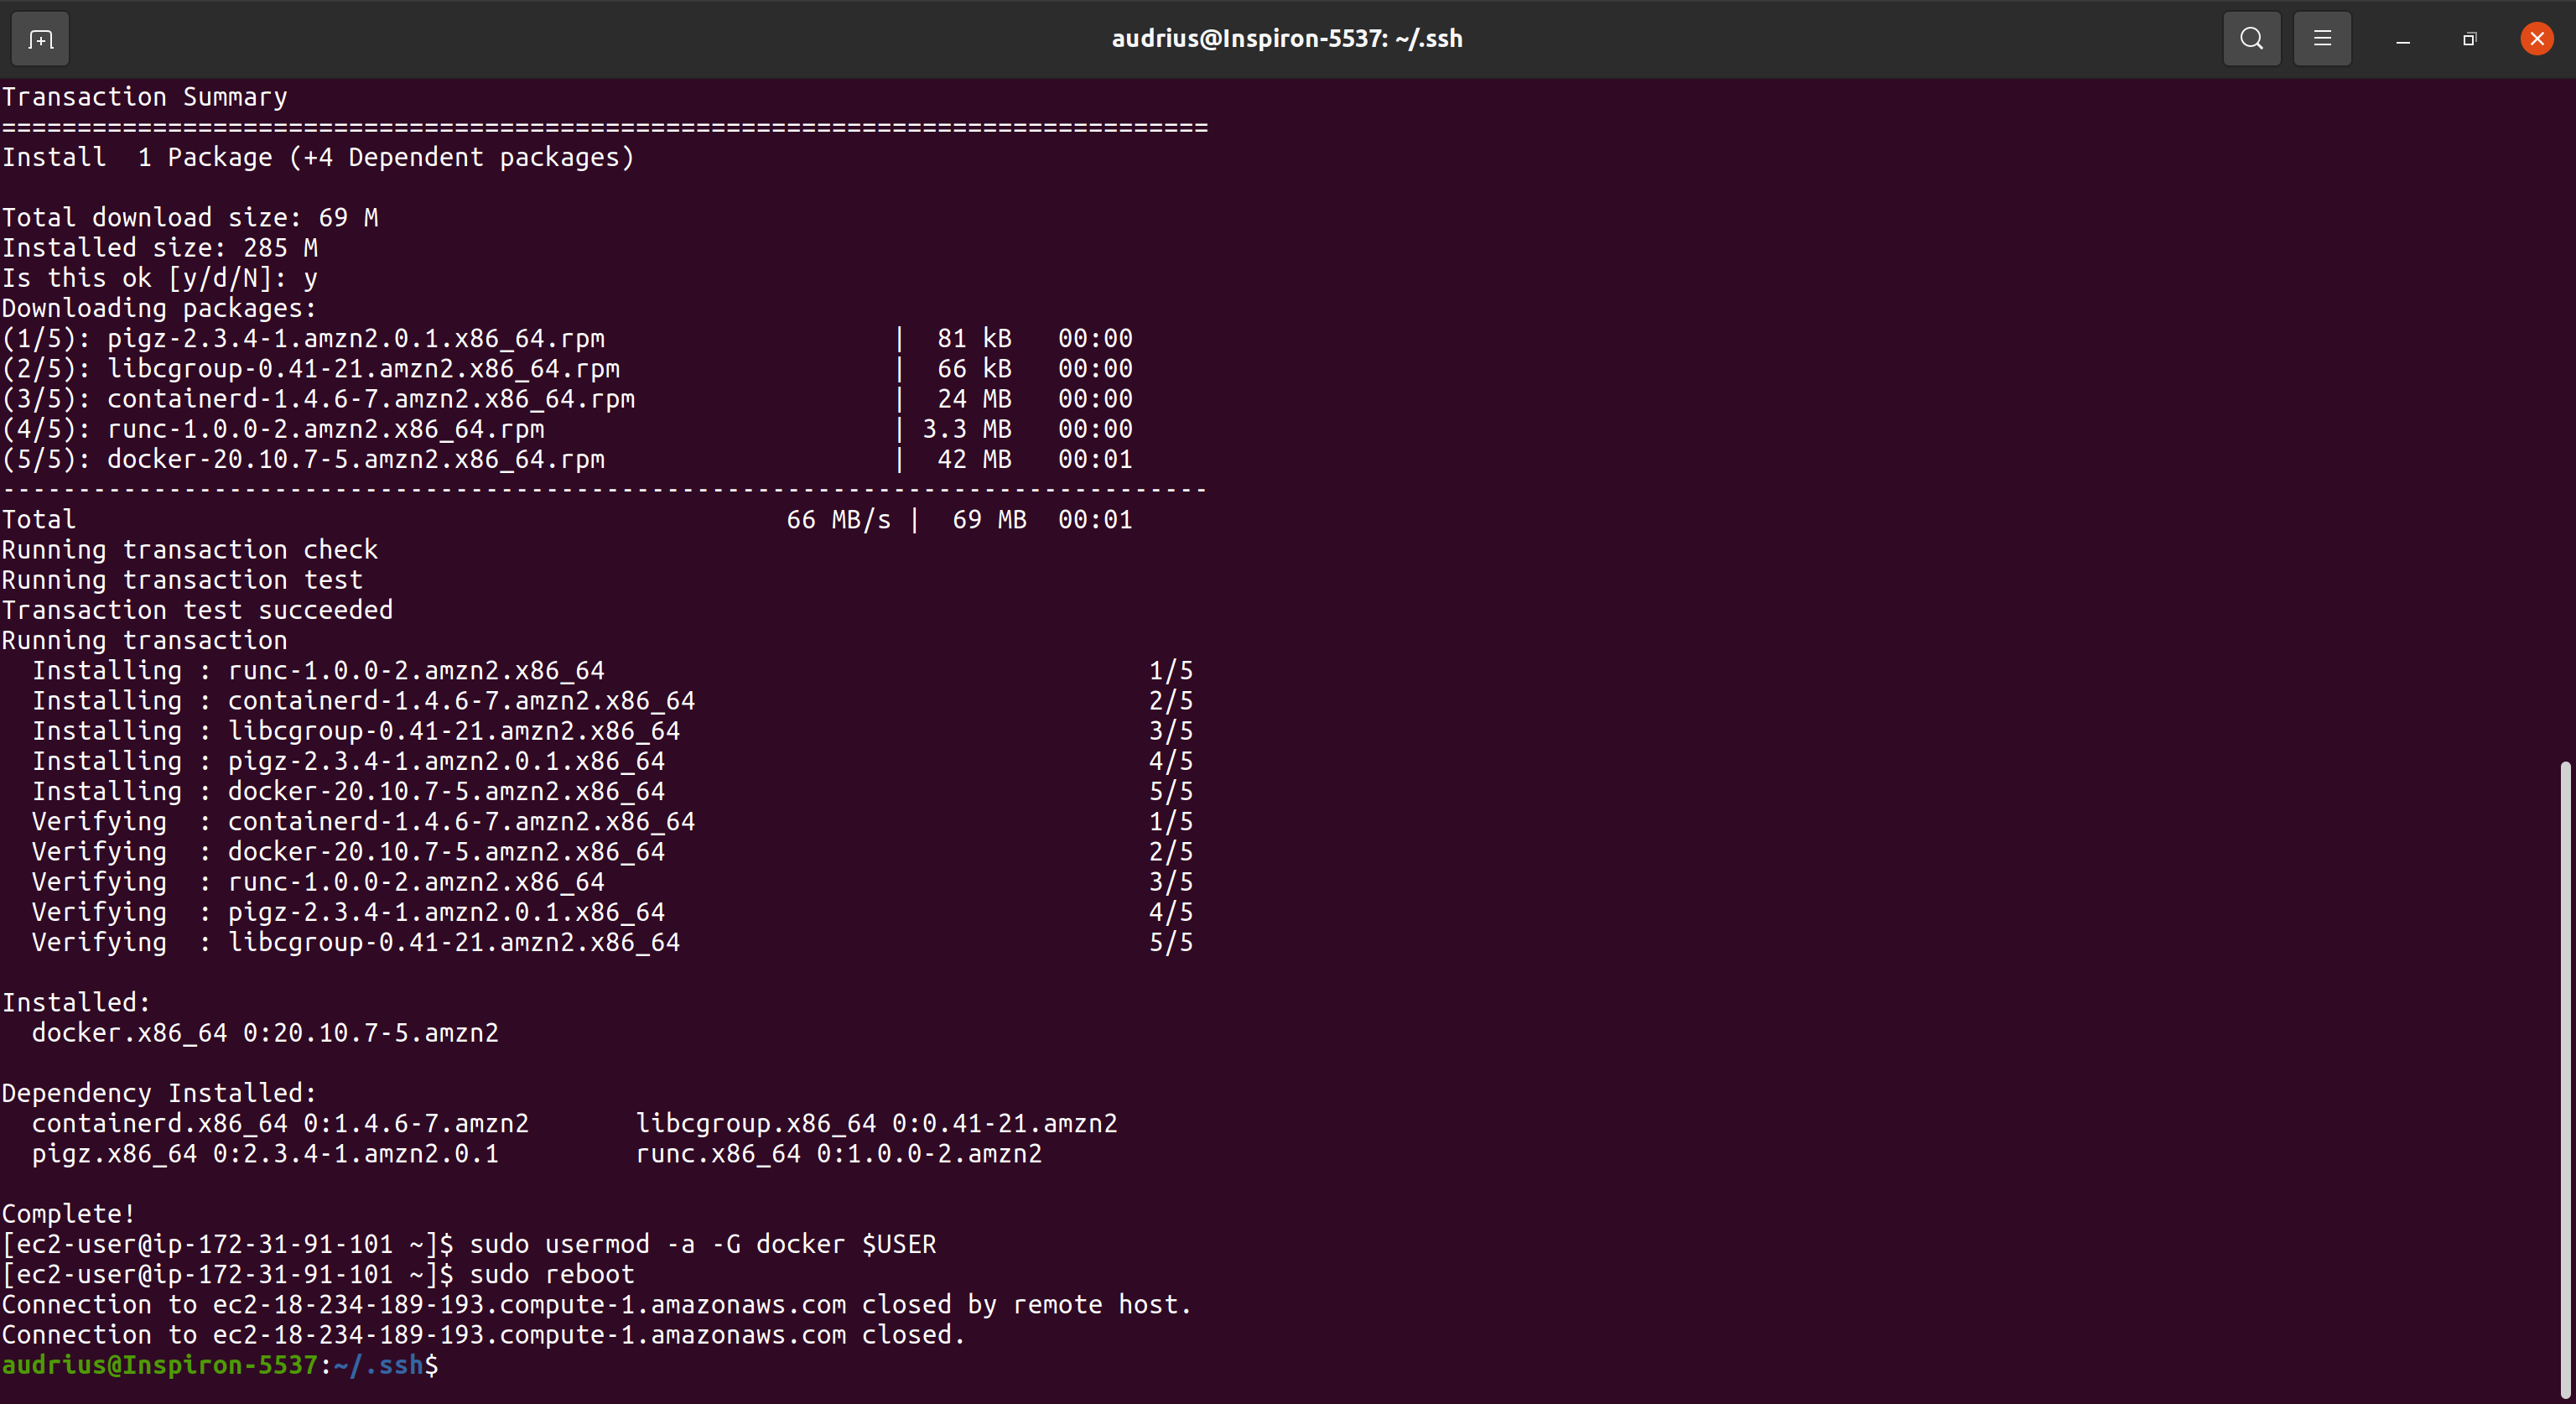 audrius@Inspiron-5537: ~/.ssh
Transaction Summary
================================================================================
Install  1 Package (+4 Dependent packages)

Total download size: 69 M
Installed size: 285 M
Is this ok [y/d/N]: y
Downloading packages:
(1/5): pigz-2.3.4-1.amzn2.0.1.x86_64.rpm                   |  81 kB   00:00
(2/5): libcgroup-0.41-21.amzn2.x86_64.rpm                  |  66 kB   00:00
(3/5): containerd-1.4.6-7.amzn2.x86_64.rpm                 |  24 MB   00:00
(4/5): runc-1.0.0-2.amzn2.x86_64.rpm                       | 3.3 MB   00:00
(5/5): docker-20.10.7-5.amzn2.x86_64.rpm                   |  42 MB   00:01
--------------------------------------------------------------------------------
Total                                               66 MB/s |  69 MB  00:01
Running transaction check
Running transaction test
Transaction test succeeded
Running transaction
  Installing : runc-1.0.0-2.amzn2.x86_64                                    1/5
  Installing : containerd-1.4.6-7.amzn2.x86_64                              2/5
  Installing : libcgroup-0.41-21.amzn2.x86_64                               3/5
  Installing : pigz-2.3.4-1.amzn2.0.1.x86_64                                4/5
  Installing : docker-20.10.7-5.amzn2.x86_64                                5/5
  Verifying  : containerd-1.4.6-7.amzn2.x86_64                              1/5
  Verifying  : docker-20.10.7-5.amzn2.x86_64                                2/5
  Verifying  : runc-1.0.0-2.amzn2.x86_64                                    3/5
  Verifying  : pigz-2.3.4-1.amzn2.0.1.x86_64                                4/5
  Verifying  : libcgroup-0.41-21.amzn2.x86_64                               5/5

Installed:
  docker.x86_64 0:20.10.7-5.amzn2

Dependency Installed:
  containerd.x86_64 0:1.4.6-7.amzn2       libcgroup.x86_64 0:0.41-21.amzn2
  pigz.x86_64 0:2.3.4-1.amzn2.0.1         runc.x86_64 0:1.0.0-2.amzn2

Complete!
[ec2-user@ip-172-31-91-101 ~]$ sudo usermod -a -G docker $USER
[ec2-user@ip-172-31-91-101 ~]$ sudo reboot
Connection to ec2-18-234-189-193.compute-1.amazonaws.com closed by remote host.
Connection to ec2-18-234-189-193.compute-1.amazonaws.com closed.
audrius@Inspiron-5537:~/.ssh$